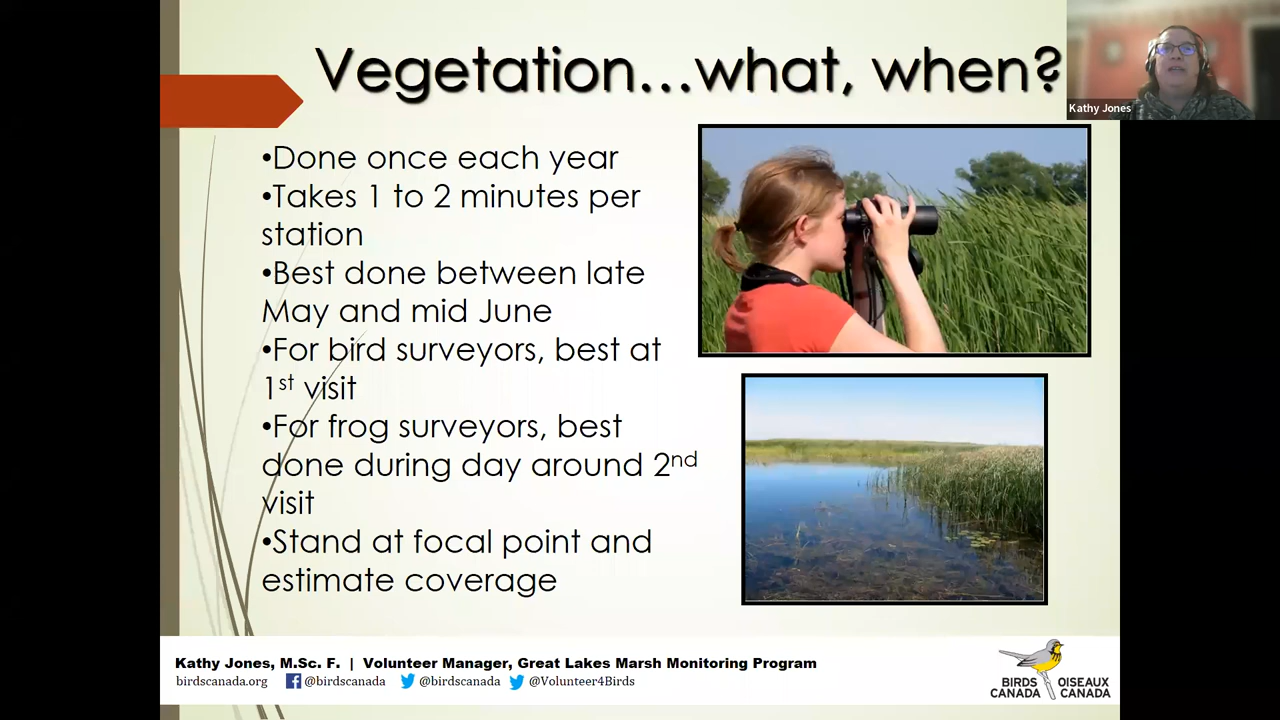 Vegetation...what, when?
Kathy Jones
•Done once each year
•Takes 1 to 2 minutes per
station
•Best done between late
May and mid June
•For bird surveyors, best at
1st visit
•For frog surveyors, best
done during day around 2nd
visit
•Stand at focal point and
estimate coverage
Kathy Jones, M.Sc. F. | Volunteer Manager, Great Lakes Marsh Monitoring Program
birdscanada.org @birdscanada @birdscanada @Volunteer4Birds
BIRDS OISEAUX
CANADA CANADA